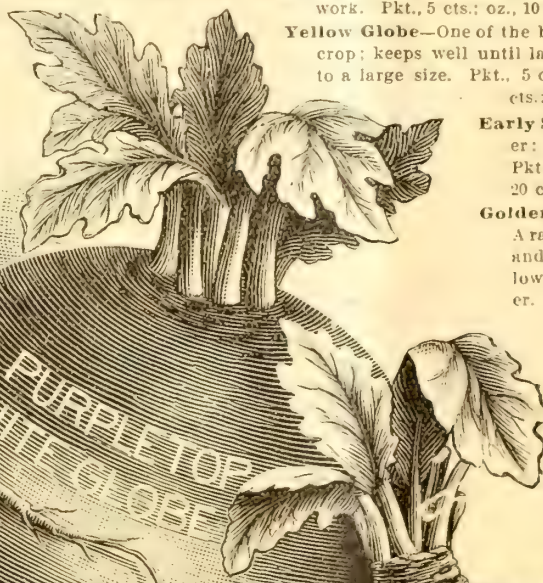 work. Pkt., 5 cts.; oz., 10
Yellow Globe—One of the b
crop; keeps well until la
to a large size. Pkt., 5 c
cts.:
Early S
er:
Pkt
20 c
Golden
A ra
and
low
er.
PURPLE TOP
HITE GLOBE